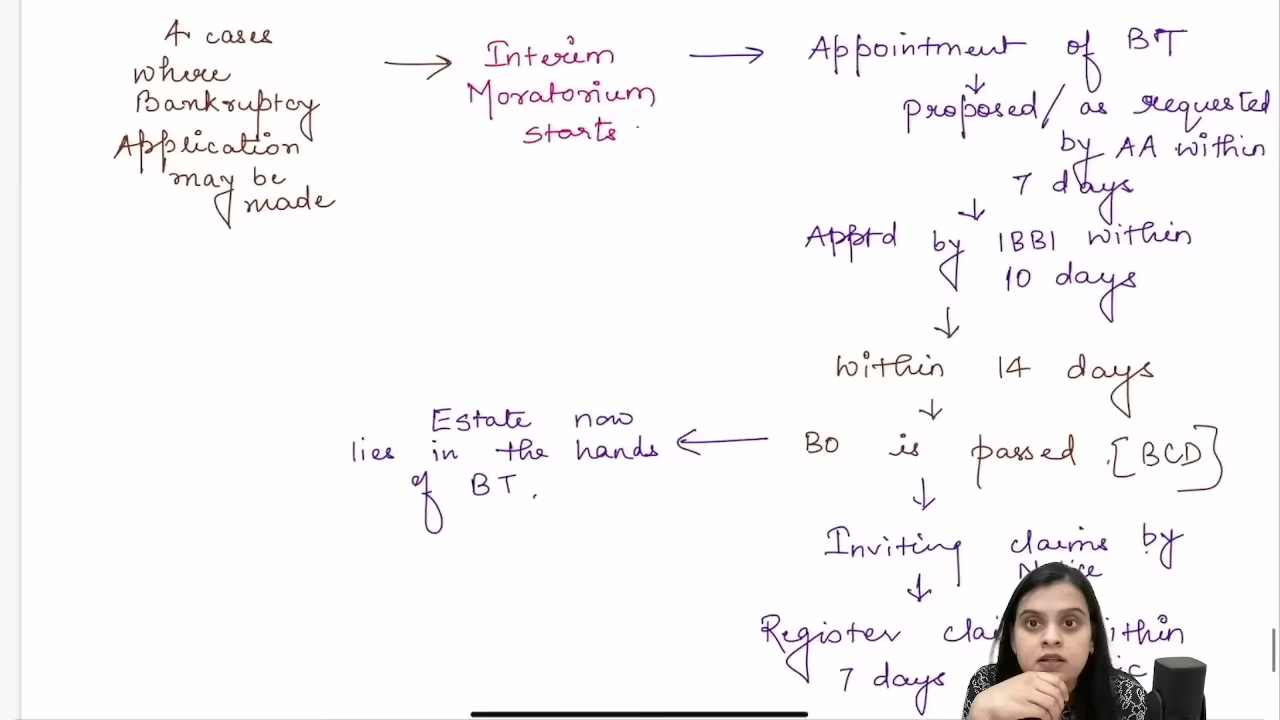 4 cases
where
Bankruptcy
Application
may be
made
Interim
Moratorium
starts
Appointment of BT
proposed / as requested
by AA within
7 days
Apptd by IBBI within
10 days
within 14 days
BO is passed [BCD]
Estate now
lies in the hands
of BT.
Inviting claims by
Notice
Register
7 days